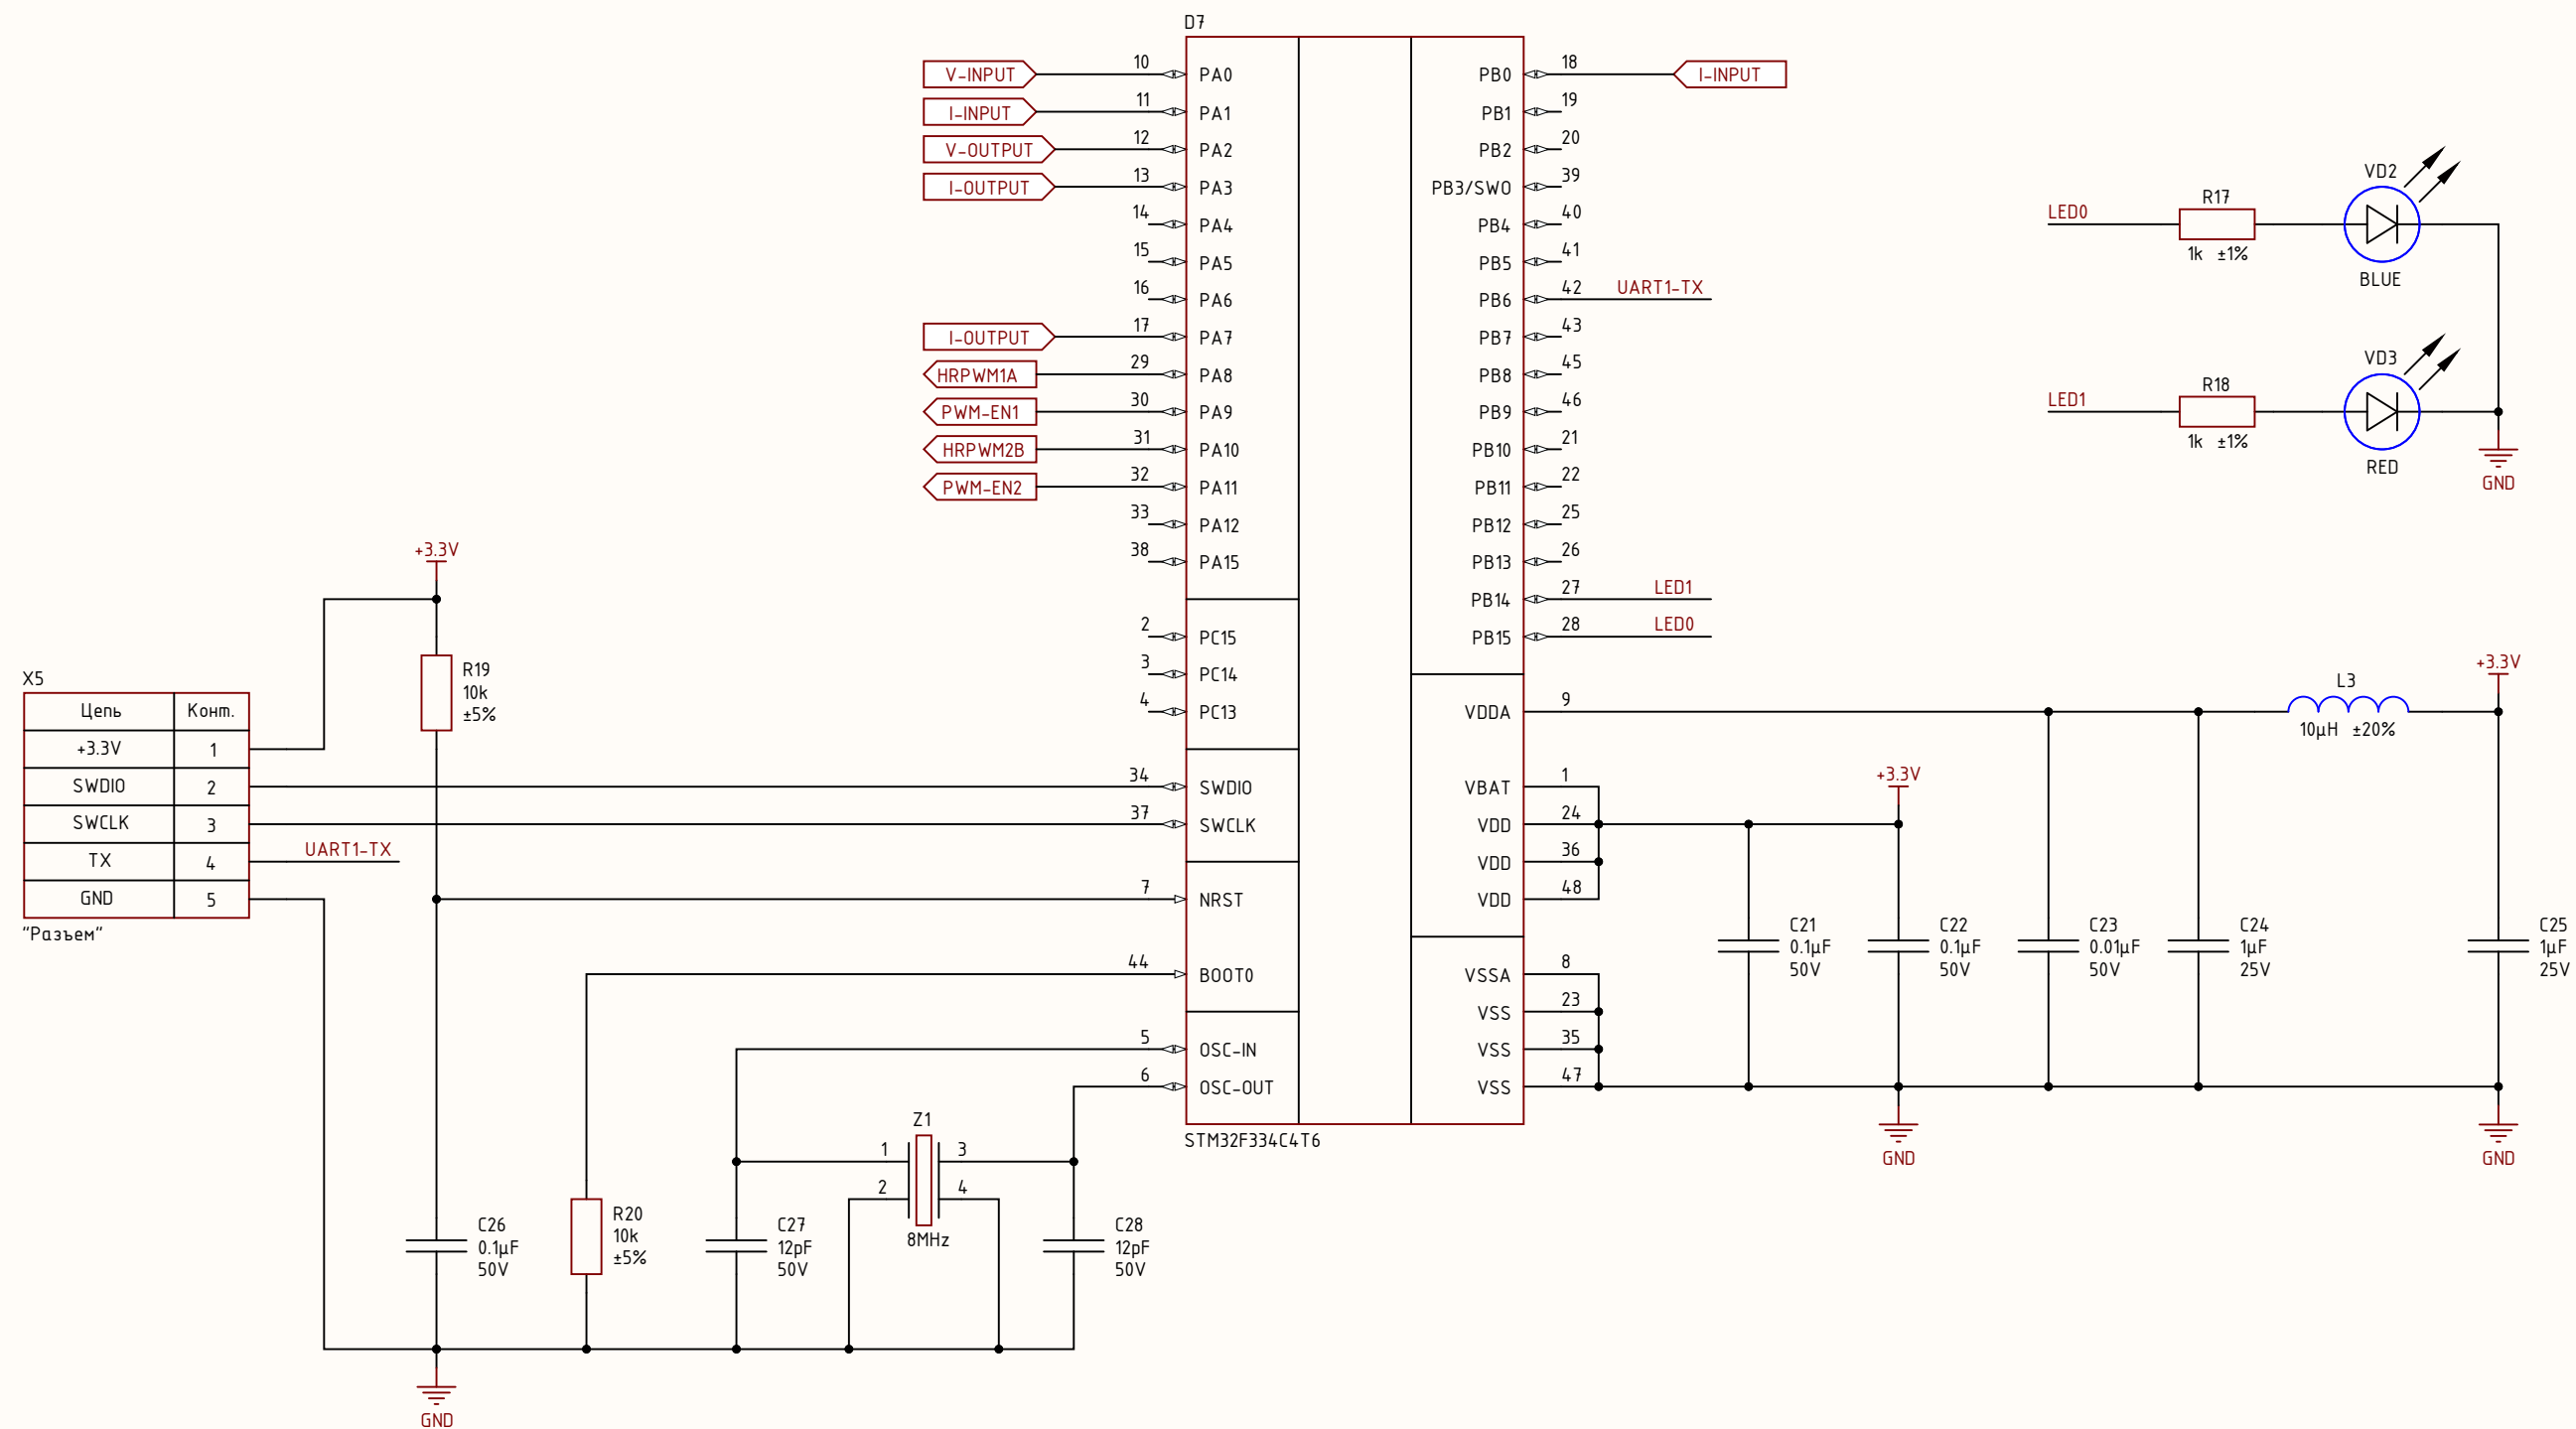 D7
V-INPUT 10 PA0
I-INPUT 11 PA1
V-OUTPUT 12 PA2
I-OUTPUT 13 PA3
14 PA4
15 PA5
16 PA6
I-OUTPUT 17 PA7
HRPWM1A 29 PA8
PWM-EN1 30 PA9
HRPWM2B 31 PA10
PWM-EN2 32 PA11
33 PA12
38 PA15
2 PC15
3 PC14
4 PC13
34 SWDIO
37 SWCLK
7 NRST
44 BOOT0
5 OSC-IN
6 OSC-OUT
PB0 18 I-INPUT
PB1 19
PB2 20
PB3/SWO 39
PB4 40
PB5 41
PB6 42 UART1-TX
PB7 43
PB8 45
PB9 46
PB10 21
PB11 22
PB12 25
PB13 26
PB14 27 LED1
PB15 28 LED0
VDDA 9
VBAT 1
VDD 24
VDD 36
VDD 48
VSSA 8
VSS 23
VSS 35
VSS 47
STM32F334C4T6
LED0
R17
1k ±1%
VD2
BLUE
LED1
R18
1k ±1%
VD3
RED
GND
+3.3V
R19
10k
±5%
X5
Цепь Конт.
+3.3V 1
SWDIO 2
SWCLK 3
TX 4
GND 5
"Разъем"
UART1-TX
+3.3V
L3
10µH ±20%
+3.3V
C21
0.1µF
50V
C22
0.1µF
50V
C23
0.01µF
50V
C24
1µF
25V
C25
1µF
25V
GND
GND
C26
0.1µF
50V
R20
10k
±5%
C27
12pF
50V
Z1
1 3
2 4
8MHz
C28
12pF
50V
GND